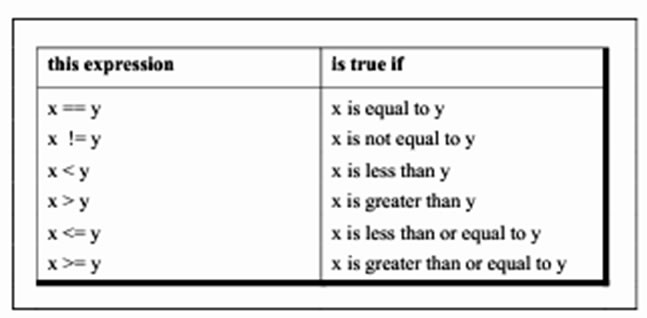 this expression is true if
x == y x is equal to y
x != y x is not equal to y
x < y x is less than y
x > y x is greater than y
x <= y x is less than or equal to y
x >= y x is greater than or equal to y